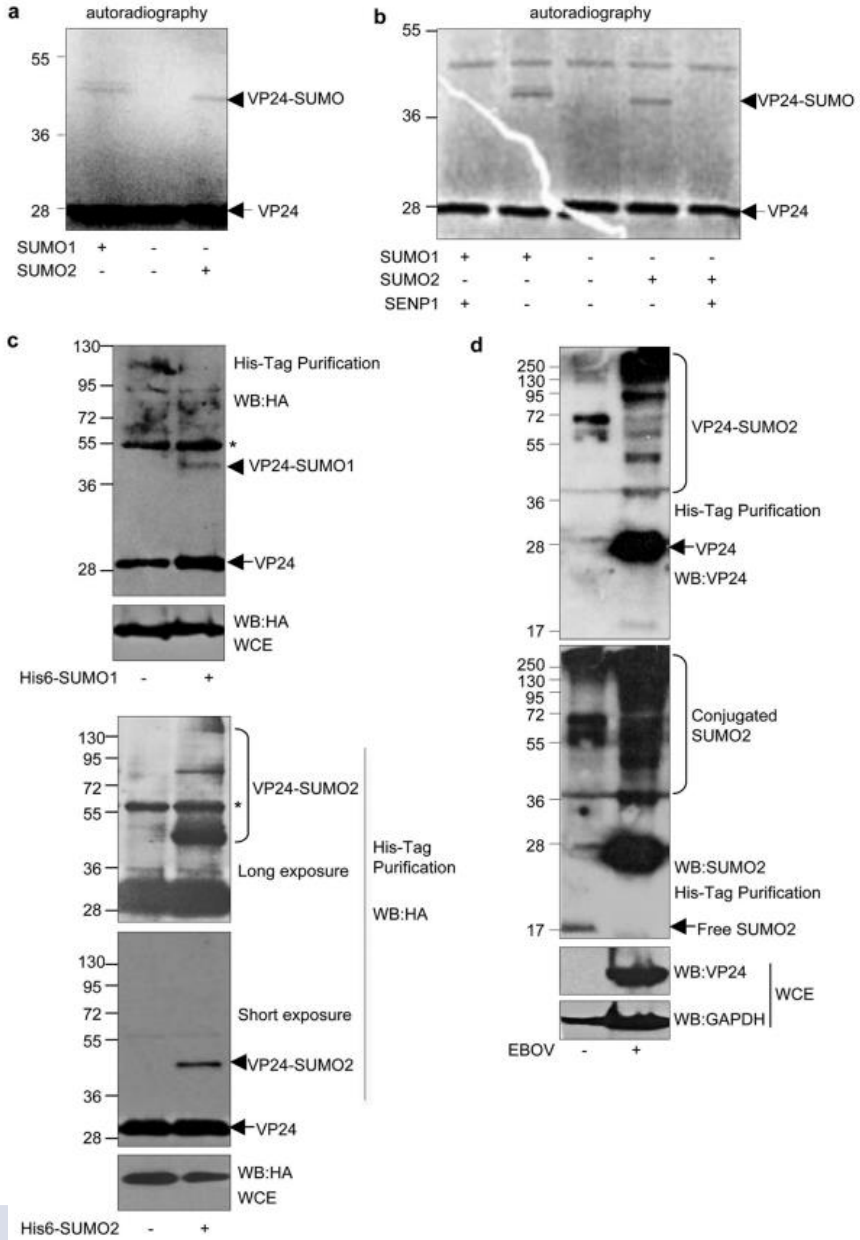 a
autoradiography
55
36
28
VP24-SUMO
VP24
SUMO1 + - -
SUMO2 - - +
b
autoradiography
55
36
28
VP24-SUMO
VP24
SUMO1 + + - - -
SUMO2 - - - + +
SENP1 + - - - +
c
130
95
72
55
36
28
His-Tag Purification
WB:HA
*
VP24-SUMO1
VP24
WB:HA
WCE
His6-SUMO1 - +
130
95
72
55
36
28
VP24-SUMO2
*
Long exposure
His-Tag
Purification
WB:HA
130
95
72
55
36
28
Short exposure
VP24-SUMO2
VP24
WB:HA
WCE
His6-SUMO2 - +
d
250
130
95
72
55
36
28
17
VP24-SUMO2
His-Tag Purification
VP24
WB:VP24
250
130
95
72
55
36
28
17
Conjugated
SUMO2
WB:SUMO2
His-Tag Purification
Free SUMO2
WB:VP24
WCE
WB:GAPDH
EBOV - +